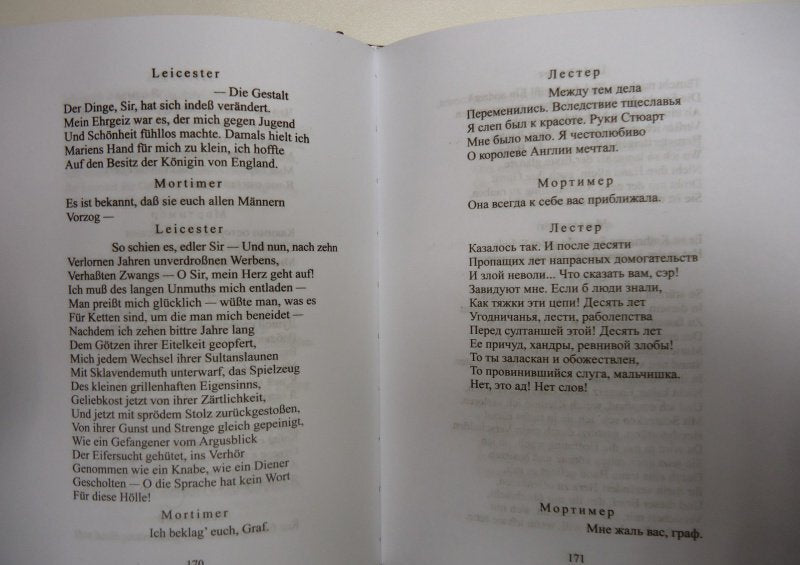 Leicester
— Die Gestalt
Der Dinge, Sir, hat sich indeß verändert.
Mein Ehrgeiz war es, der mich gegen Jugend
Und Schönheit fühllos machte. Damals hielt ich
Mariens Hand für mich zu klein, ich hoffte
Auf den Besitz der Königin von England.
Mortimer
Es ist bekannt, daß sie euch allen Männern
Vorzog —
Leicester
So schien es, edler Sir — Und nun, nach zehn
Verlornen Jahren unverdroßnen Werbens,
Verhaßten Zwangs — O Sir, mein Herz geht auf!
Ich muß des langen Unmuths mich entladen —
Man preißt mich glücklich — wüßte man, was es
Für Ketten sind, um die man mich beneidet —
Nachdem ich zehen bittre Jahre lang
Dem Götzen ihrer Eitelkeit geopfert,
Mich jedem Wechsel ihrer Sultanslaunen
Mit Sklavendemuth unterwarf, das Spielzeug
Des kleinen grillenhaften Eigensinns,
Geliebkost jetzt von ihrer Zärtlichkeit,
Und jetzt mit sprödem Stolz zurückgestoßen,
Von ihrer Gunst und Strenge gleich gepeinigt,
Wie ein Gefangener vom Argusblick
Der Eifersucht gehütet, ins Verhör
Genommen wie ein Knabe, wie ein Diener
Gescholten — O die Sprache hat kein Wort
Für diese Hölle!
Mortimer
Ich beklag' euch, Graf.
170
Лестер
Между тем дела
Переменились. Вследствие тщеславья
Я слеп был к красоте. Руки Стюарт
Мне было мало. Я честолюбиво
О королеве Англии мечтал.
Мортимер
Она всегда к себе вас приближала.
Лестер
Казалось так. И после десяти
Пропащих лет напрасных домогательств
И злой неволи... Что сказать вам, сэр!
Завидуют мне. Если б люди знали,
Как тяжки эти цепи! Десять лет
Угодничанья, лести, раболепства
Перед султаншей этой! Десять лет
Ее причуд, хандры, ревнивой злобы!
То ты заласкан и обожествлен,
То провинившийся слуга, мальчишка.
Нет, это ад! Нет слов!
Мортимер
Мне жаль вас, граф.
171